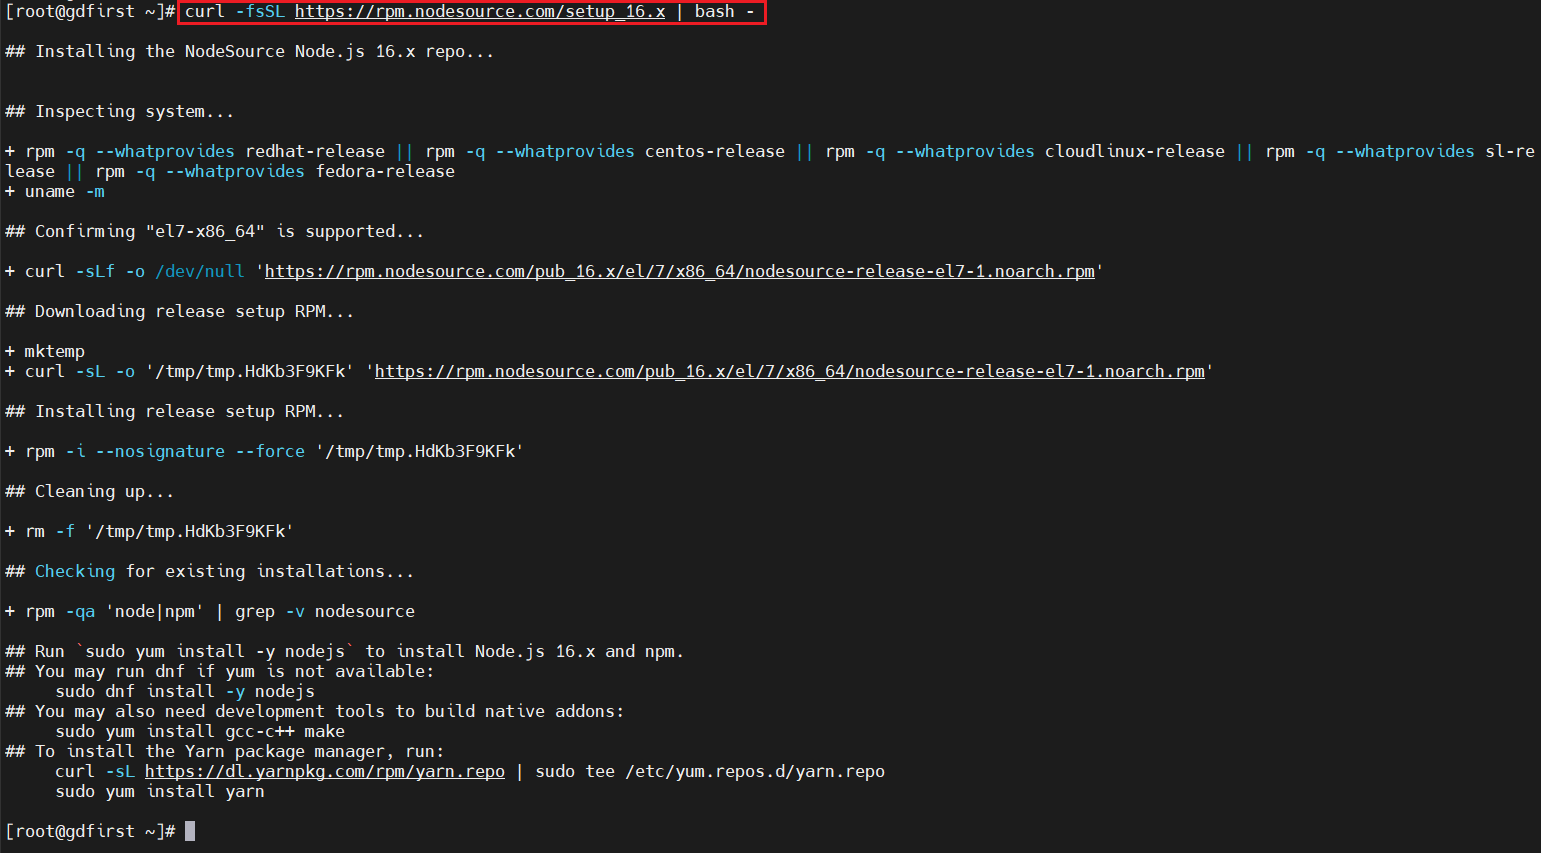 [root@gdfirst ~]# curl -fsSL https://rpm.nodesource.com/setup_16.x | bash -
## Installing the NodeSource Node.js 16.x repo...
## Inspecting system...
+ rpm -q --whatprovides redhat-release || rpm -q --whatprovides centos-release || rpm -q --whatprovides cloudlinux-release || rpm -q --whatprovides sl-re
lease || rpm -q --whatprovides fedora-release
+ uname -m
## Confirming "el7-x86_64" is supported...
+ curl -sLf -o /dev/null 'https://rpm.nodesource.com/pub_16.x/el/7/x86_64/nodesource-release-el7-1.noarch.rpm'
## Downloading release setup RPM...
+ mktemp
+ curl -sL -o '/tmp/tmp.HdKb3F9KFk' 'https://rpm.nodesource.com/pub_16.x/el/7/x86_64/nodesource-release-el7-1.noarch.rpm'
## Installing release setup RPM...
+ rpm -i --nosignature --force '/tmp/tmp.HdKb3F9KFk'
## Cleaning up...
+ rm -f '/tmp/tmp.HdKb3F9KFk'
## Checking for existing installations...
+ rpm -qa 'node|npm' | grep -v nodesource
## Run `sudo yum install -y nodejs` to install Node.js 16.x and npm.
## You may run dnf if yum is not available:
sudo dnf install -y nodejs
## You may also need development tools to build native addons:
sudo yum install gcc-c++ make
## To install the Yarn package manager, run:
curl -sL https://dl.yarnpkg.com/rpm/yarn.repo | sudo tee /etc/yum.repos.d/yarn.repo
sudo yum install yarn
[root@gdfirst ~]#